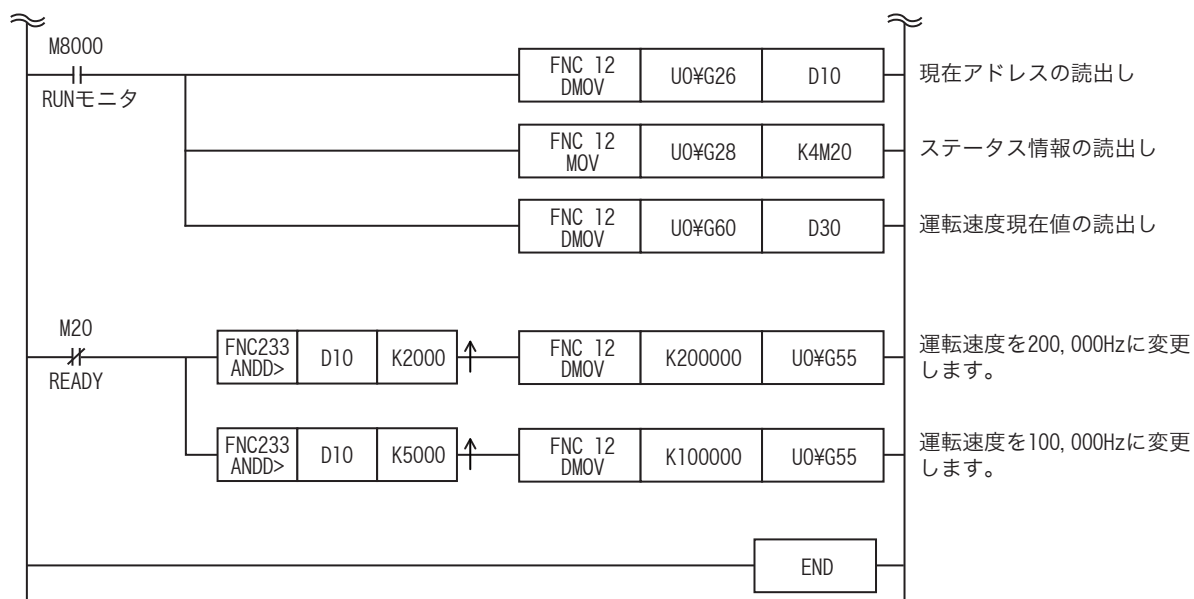 M8000
RUNモニタ
FNC 12
DMOV
U0¥G26
D10
現在アドレスの読出し
FNC 12
MOV
U0¥G28
K4M20
ステータス情報の読出し
FNC 12
DMOV
U0¥G60
D30
運転速度現在値の読出し
M20
READY
FNC233
ANDD>
D10
K2000
FNC 12
DMOV
K200000
U0¥G55
運転速度を200,000Hzに変更
します。
FNC233
ANDD>
D10
K5000
FNC 12
DMOV
K100000
U0¥G55
運転速度を100,000Hzに変更
します。
END